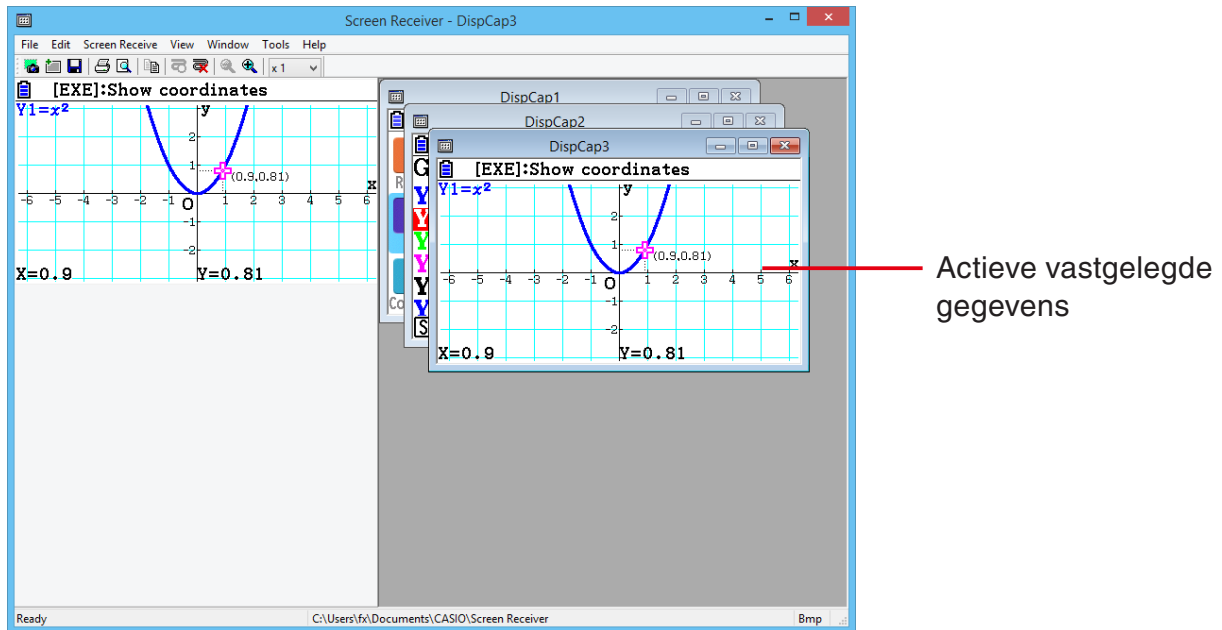 Screen Receiver - DispCap3
File Edit Screen Receive View Window Tools Help
x 1
[EXE]:Show coordinates
Y1=x²
y
2
1
(0.9,0.81)
x
-6 -5 -4 -3 -2 -1 O 1 2 3 4 5 6
-1
-2
X=0.9 Y=0.81
DispCap1
R
Co
DispCap2
G
Y
Y
Y
Y
Y
Y
S
DispCap3
[EXE]:Show coordinates
Y1=x²
y
2
1
(0.9,0.81)
x
-6 -5 -4 -3 -2 -1 O 1 2 3 4 5 6
-1
-2
X=0.9 Y=0.81
Actieve vastgelegde
gegevens
Ready C:\Users\fx\Documents\CASIO\Screen Receiver Bmp